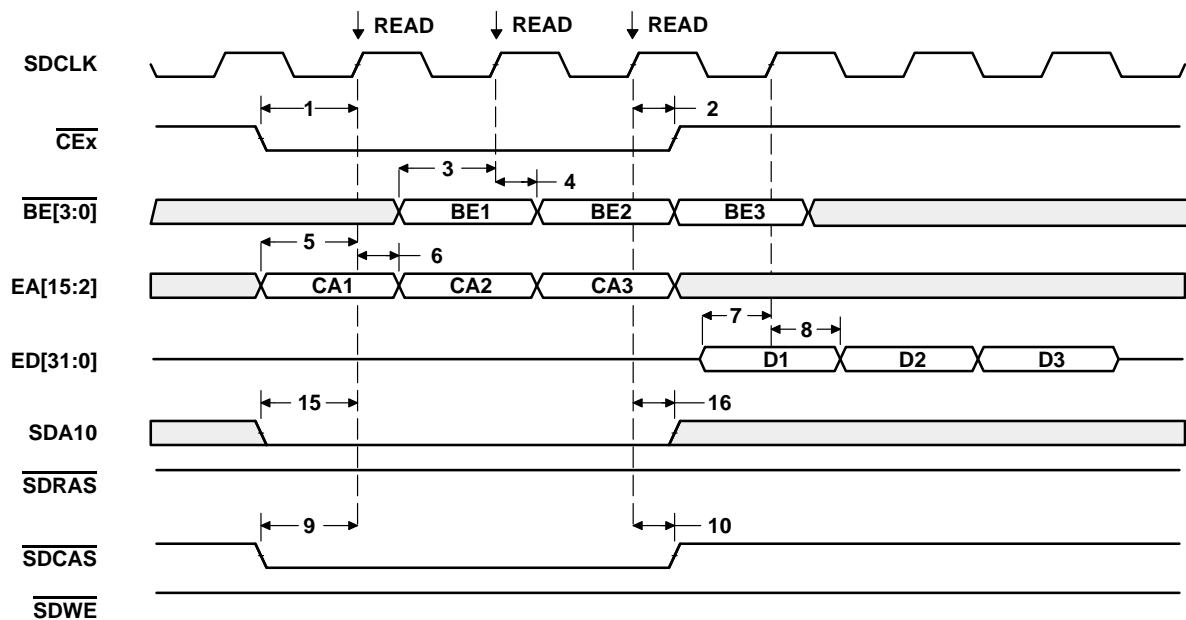 READ READ READ
SDCLK
1 2
CEx
3 4
BE[3:0] BE1 BE2 BE3
5 6
EA[15:2] CA1 CA2 CA3
7 8
ED[31:0] D1 D2 D3
15 16
SDA10
SDRAS
9 10
SDCAS
SDWE